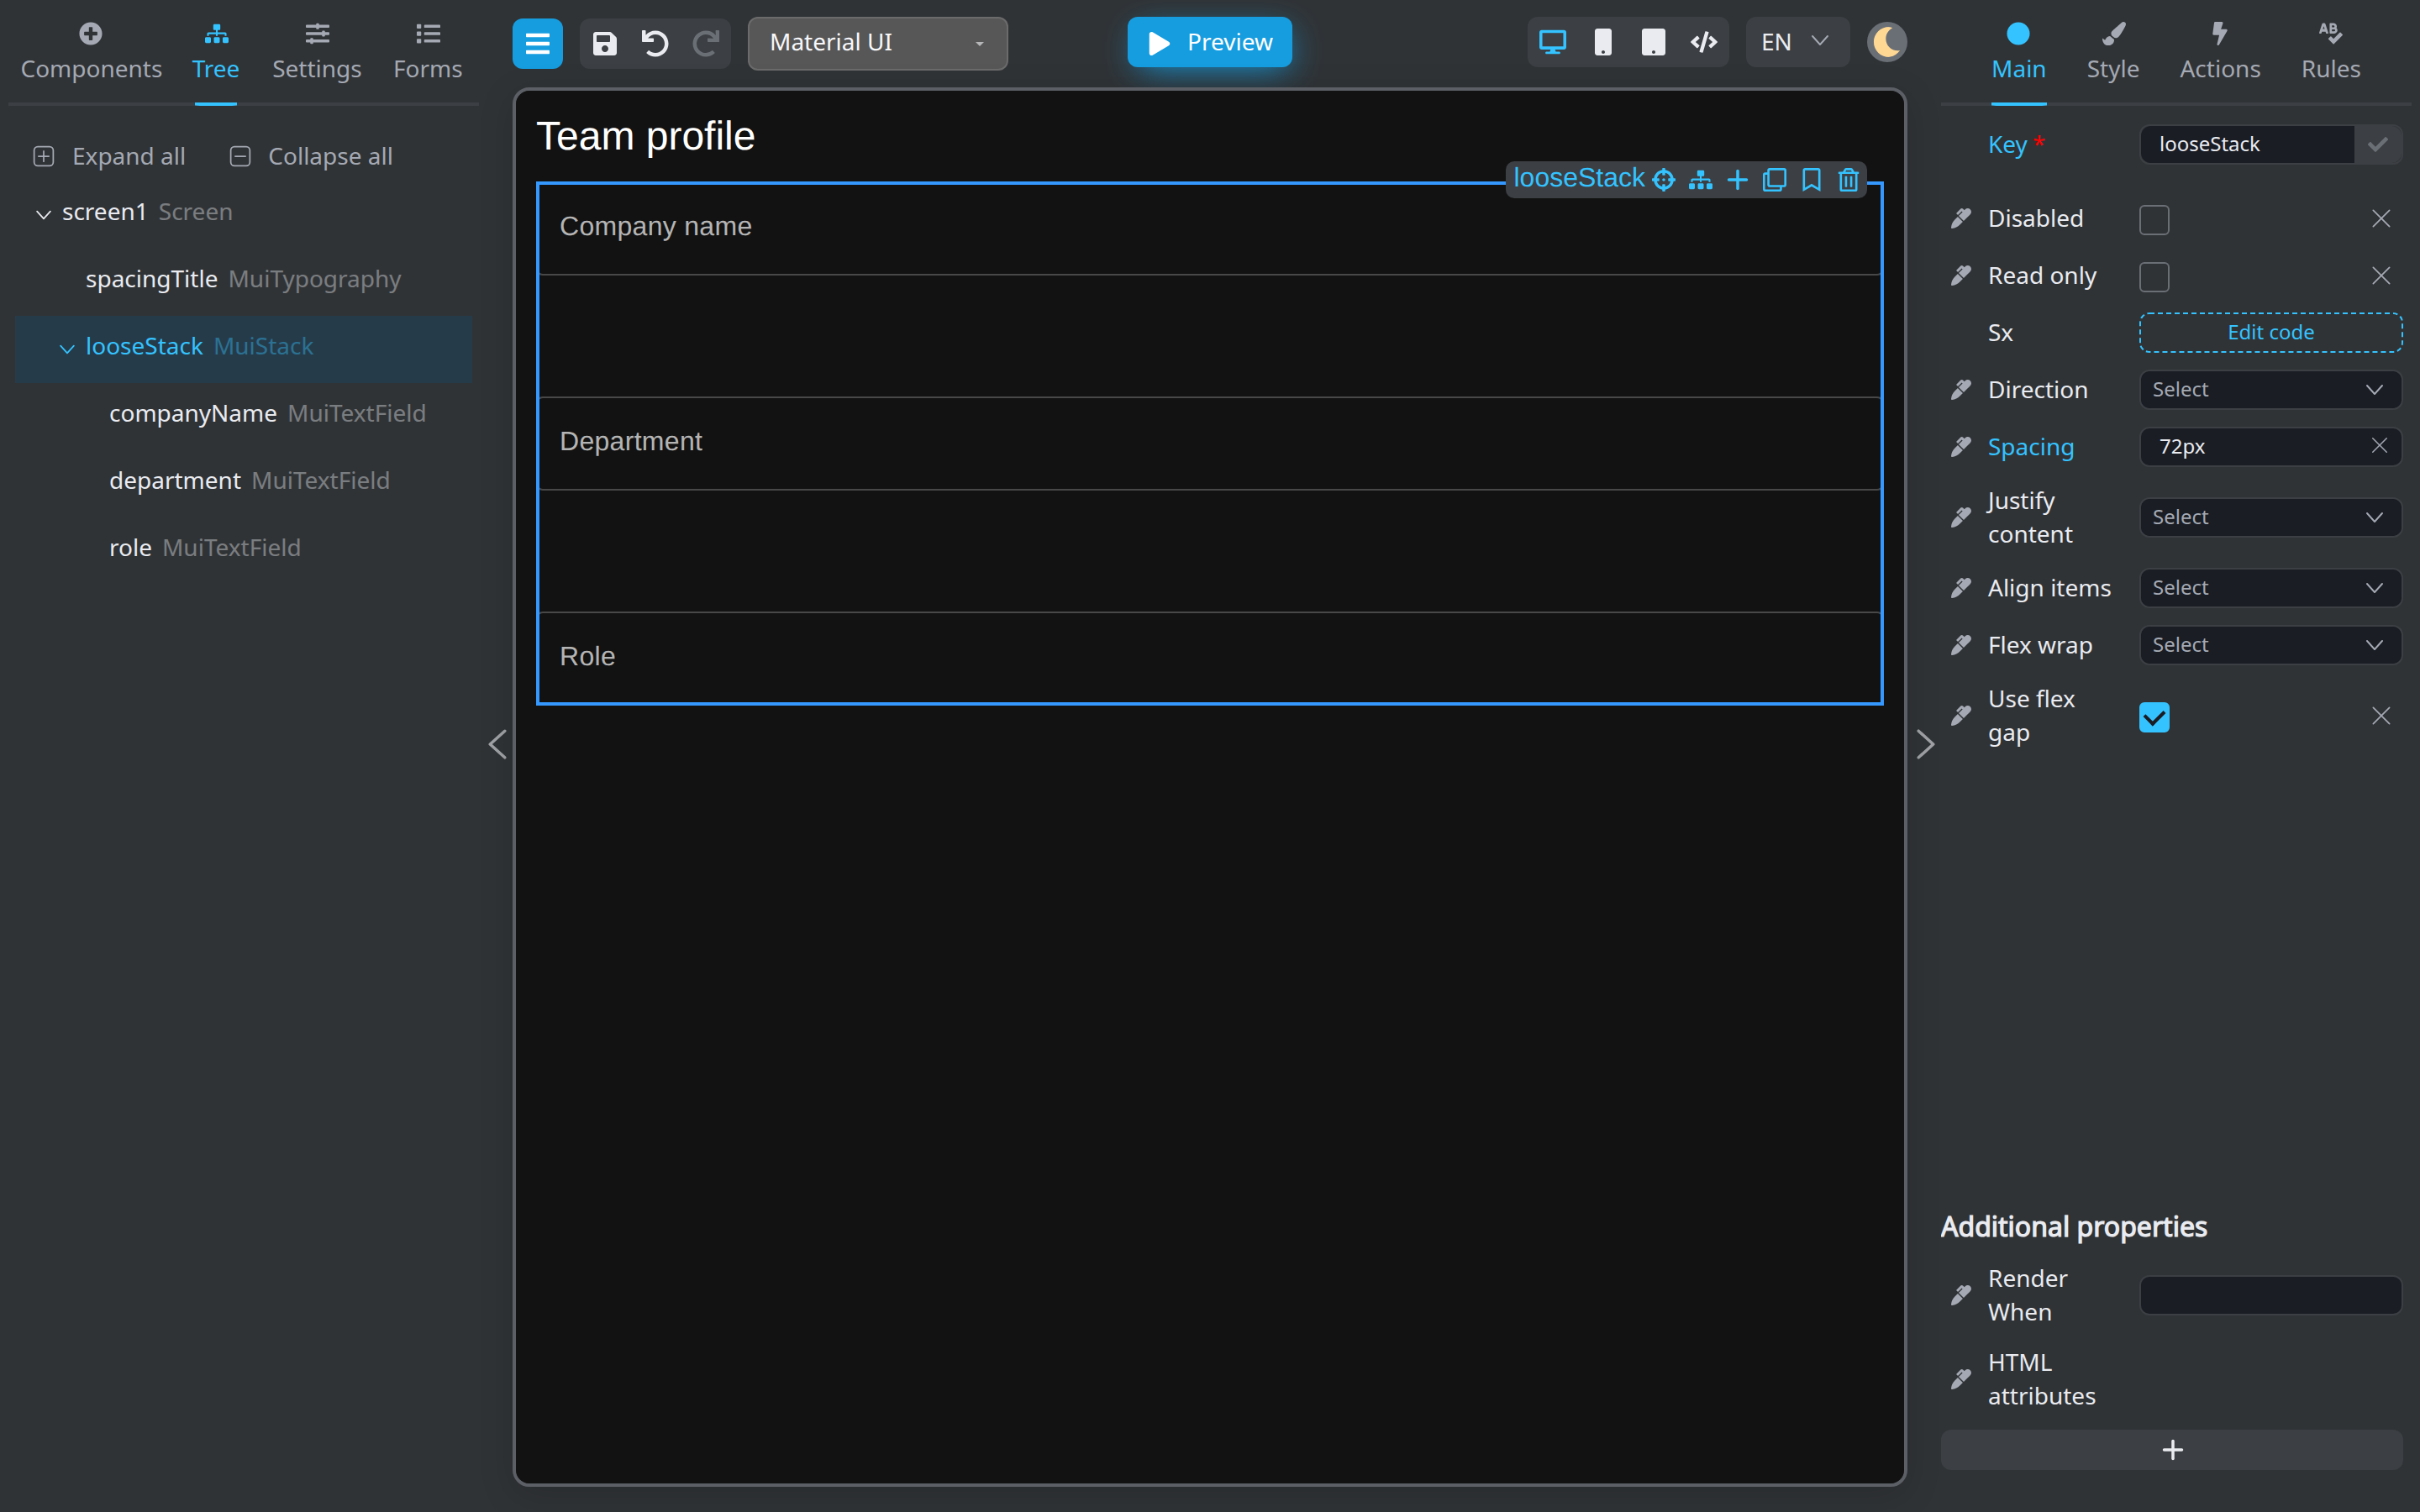 Components
Tree
Settings
Forms
Material UI
Preview
EN
Main
Style
Actions
Rules
Expand all
Collapse all
screen1 Screen
spacingTitle MuiTypography
looseStack MuiStack
companyName MuiTextField
department MuiTextField
role MuiTextField
Team profile
looseStack
Company name
Department
Role
Key *
looseStack
Disabled
Read only
Sx
Edit code
Direction
Select
Spacing
72px
Justify
content
Select
Align items
Select
Flex wrap
Select
Use flex
gap
Additional properties
Render
When
HTML
attributes